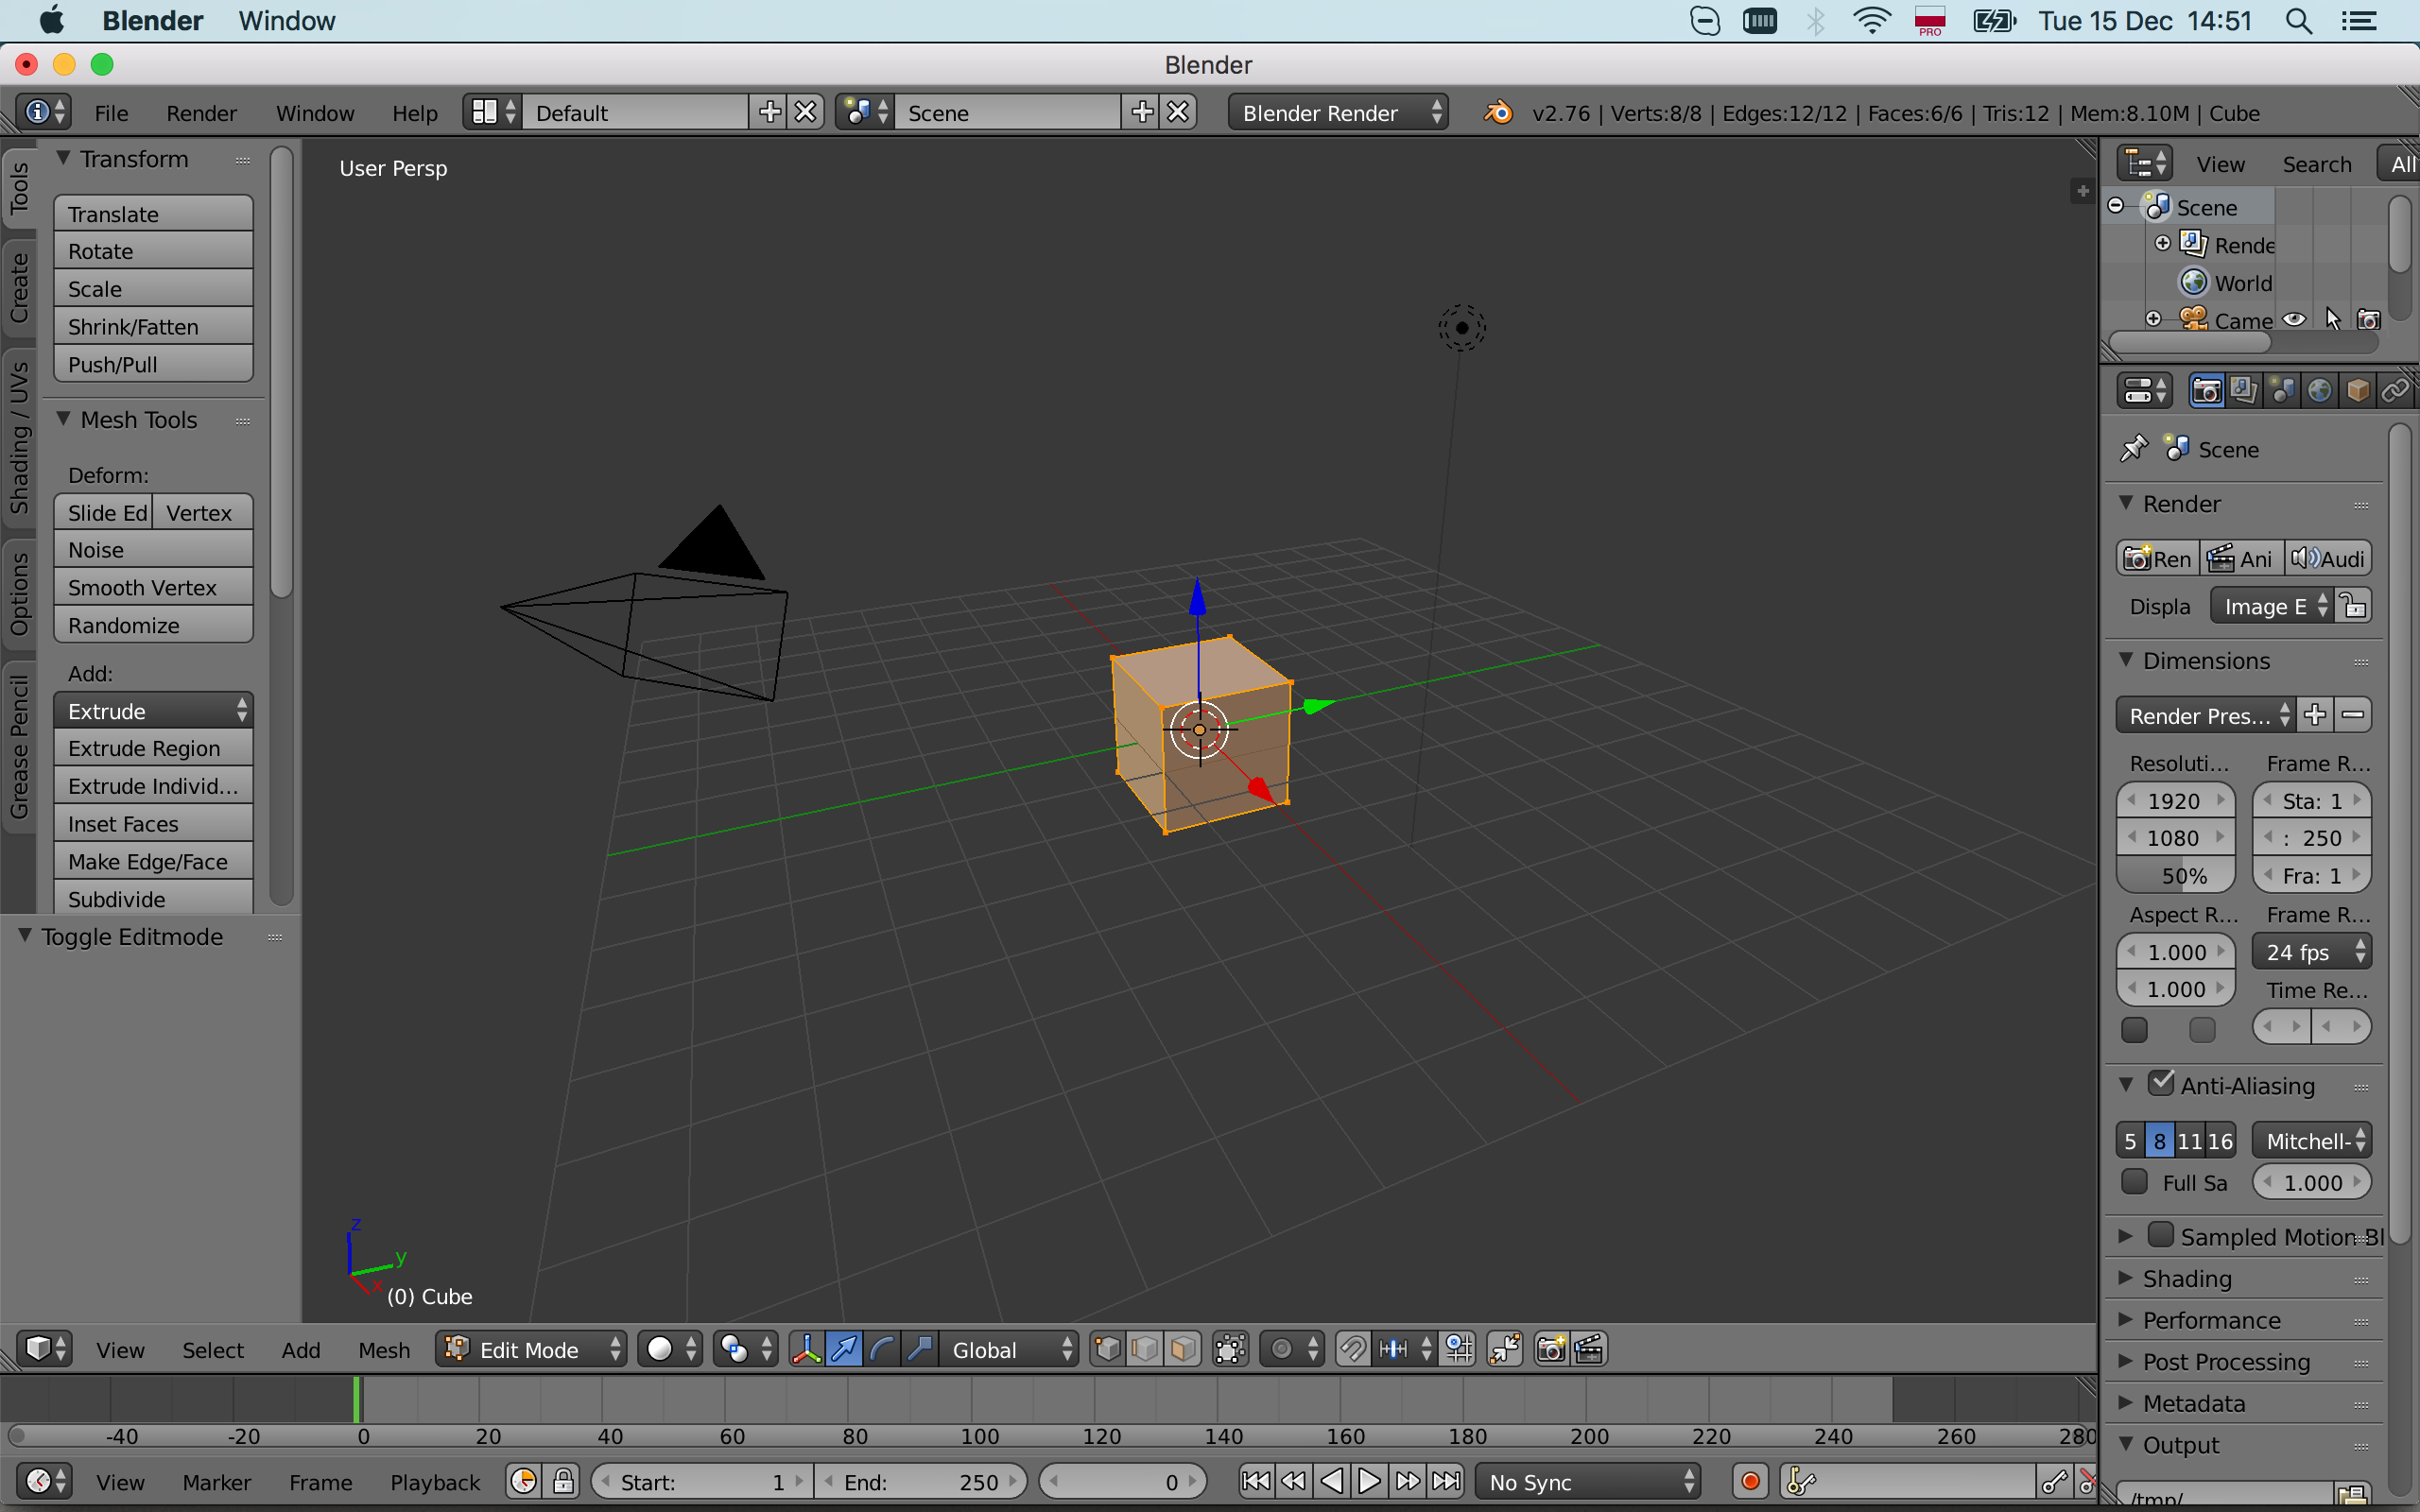 Blender Window PRO Tue 15 Dec 14:51
Blender
File Render Window Help Default Scene Blender Render v2.76 | Verts:8/8 | Edges:12/12 | Faces:6/6 | Tris:12 | Mem:8.10M | Cube
Tools
Create
Shading / UVs
Options
Grease Pencil
Transform
Translate
Rotate
Scale
Shrink/Fatten
Push/Pull
Mesh Tools
Deform:
Slide Ed Vertex
Noise
Smooth Vertex
Randomize
Add:
Extrude
Extrude Region
Extrude Individ...
Inset Faces
Make Edge/Face
Subdivide
Toggle Editmode
User Persp
z
y
x
(0) Cube
View Search All
Scene
Rende
World
Came
Scene
Render
Ren Ani Audi
Displa Image E
Dimensions
Render Pres...
Resoluti... Frame R...
1920 Sta: 1
1080 : 250
50% Fra: 1
Aspect R... Frame R...
1.000 24 fps
1.000 Time Re...
Anti-Aliasing
5 8 11 16 Mitchell-
Full Sa 1.000
Sampled Motion Bl
Shading
Performance
Post Processing
Metadata
Output
/tmp/
View Select Add Mesh Edit Mode Global
-40 -20 0 20 40 60 80 100 120 140 160 180 200 220 240 260 280
View Marker Frame Playback Start: 1 End: 250 0 No Sync